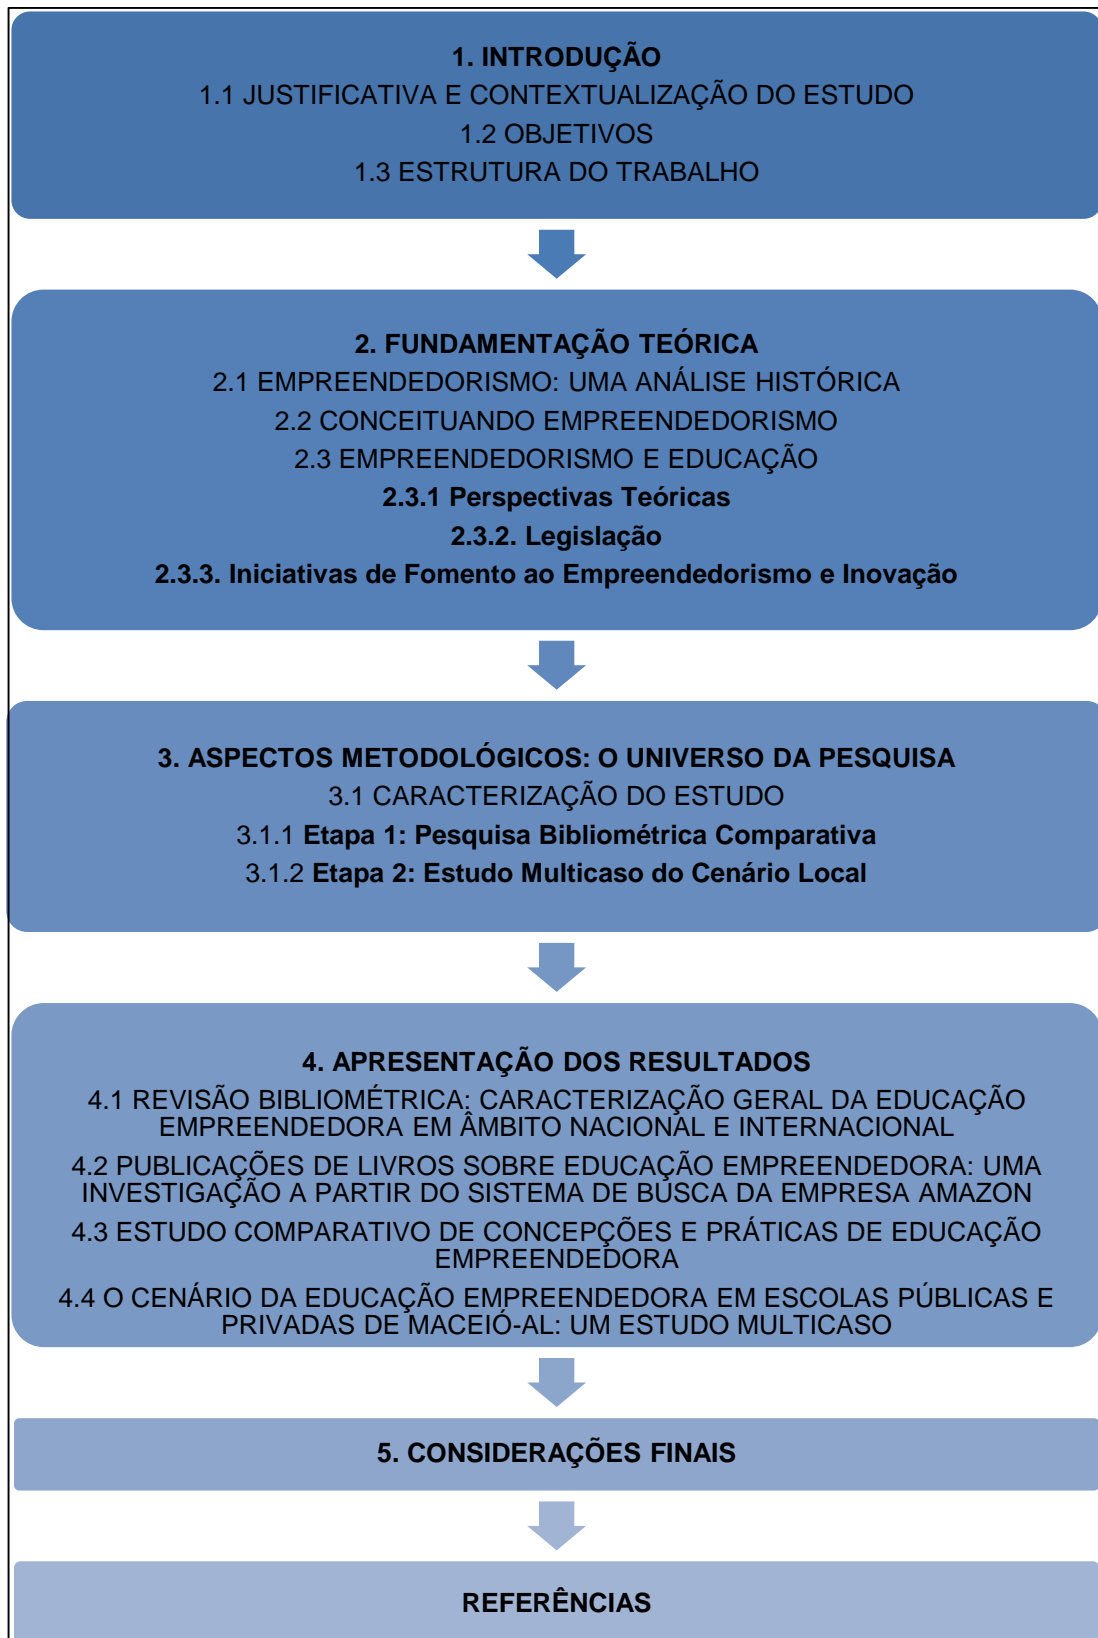 1. INTRODUÇÃO
1.1 JUSTIFICATIVA E CONTEXTUALIZAÇÃO DO ESTUDO
1.2 OBJETIVOS
1.3 ESTRUTURA DO TRABALHO
2. FUNDAMENTAÇÃO TEÓRICA
2.1 EMPREENDEDORISMO: UMA ANÁLISE HISTÓRICA
2.2 CONCEITUANDO EMPREENDEDORISMO
2.3 EMPREENDEDORISMO E EDUCAÇÃO
2.3.1 Perspectivas Teóricas
2.3.2. Legislação
2.3.3. Iniciativas de Fomento ao Empreendedorismo e Inovação
3. ASPECTOS METODOLÓGICOS: O UNIVERSO DA PESQUISA
3.1 CARACTERIZAÇÃO DO ESTUDO
3.1.1 Etapa 1: Pesquisa Bibliométrica Comparativa
3.1.2 Etapa 2: Estudo Multicaso do Cenário Local
4. APRESENTAÇÃO DOS RESULTADOS
4.1 REVISÃO BIBLIOMÉTRICA: CARACTERIZAÇÃO GERAL DA EDUCAÇÃO
EMPREENDEDORA EM ÂMBITO NACIONAL E INTERNACIONAL
4.2 PUBLICAÇÕES DE LIVROS SOBRE EDUCAÇÃO EMPREENDEDORA: UMA
INVESTIGAÇÃO A PARTIR DO SISTEMA DE BUSCA DA EMPRESA AMAZON
4.3 ESTUDO COMPARATIVO DE CONCEPÇÕES E PRÁTICAS DE EDUCAÇÃO
EMPREENDEDORA
4.4 O CENÁRIO DA EDUCAÇÃO EMPREENDEDORA EM ESCOLAS PÚBLICAS E
PRIVADAS DE MACEIÓ-AL: UM ESTUDO MULTICASO
5. CONSIDERAÇÕES FINAIS
REFERÊNCIAS